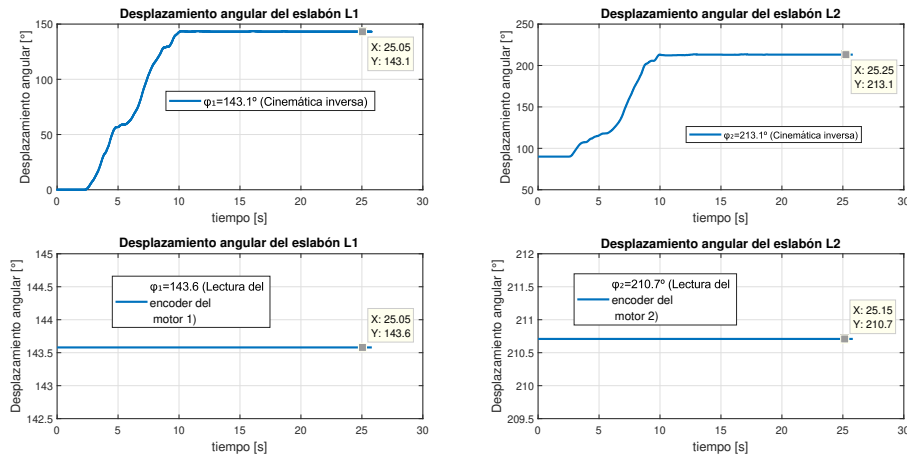 Desplazamiento angular del eslabón L1
Desplazamiento angular [°]
150
100
50
0
X: 25.05
Y: 143.1
φ₁=143.1º (Cinemática inversa)
0 5 10 15 20 25 30
tiempo [s]
Desplazamiento angular del eslabón L2
Desplazamiento angular [°]
250
200
150
100
50
X: 25.25
Y: 213.1
φ₂=213.1º (Cinemática inversa)
0 5 10 15 20 25 30
tiempo [s]
Desplazamiento angular del eslabón L1
Desplazamiento angular [°]
145
144.5
144
143.5
143
142.5
φ₁=143.6 (Lectura del
encoder del
motor 1)
X: 25.05
Y: 143.6
0 5 10 15 20 25 30
tiempo [s]
Desplazamiento angular del eslabón L2
Desplazamiento angular [°]
212
211.5
211
210.5
210
209.5
φ₂=210.7º (Lectura del
encoder del
motor 2)
X: 25.15
Y: 210.7
0 5 10 15 20 25 30
tiempo [s]